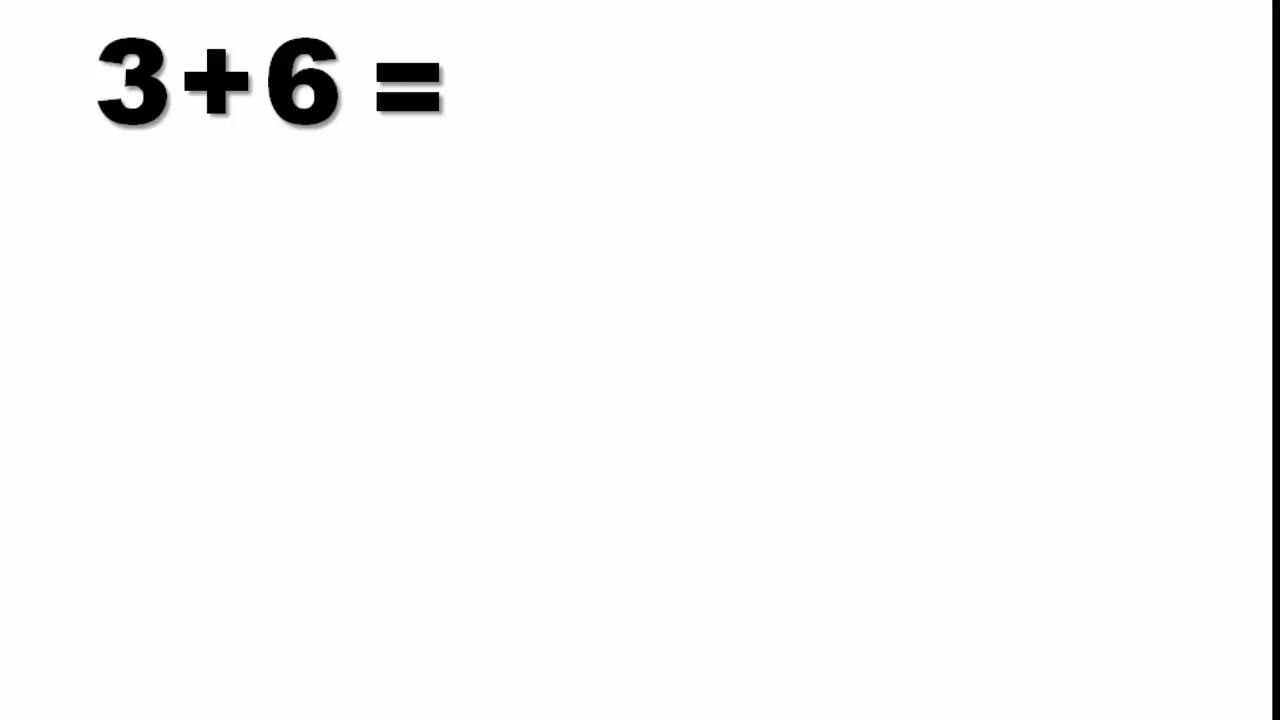 3+6 =